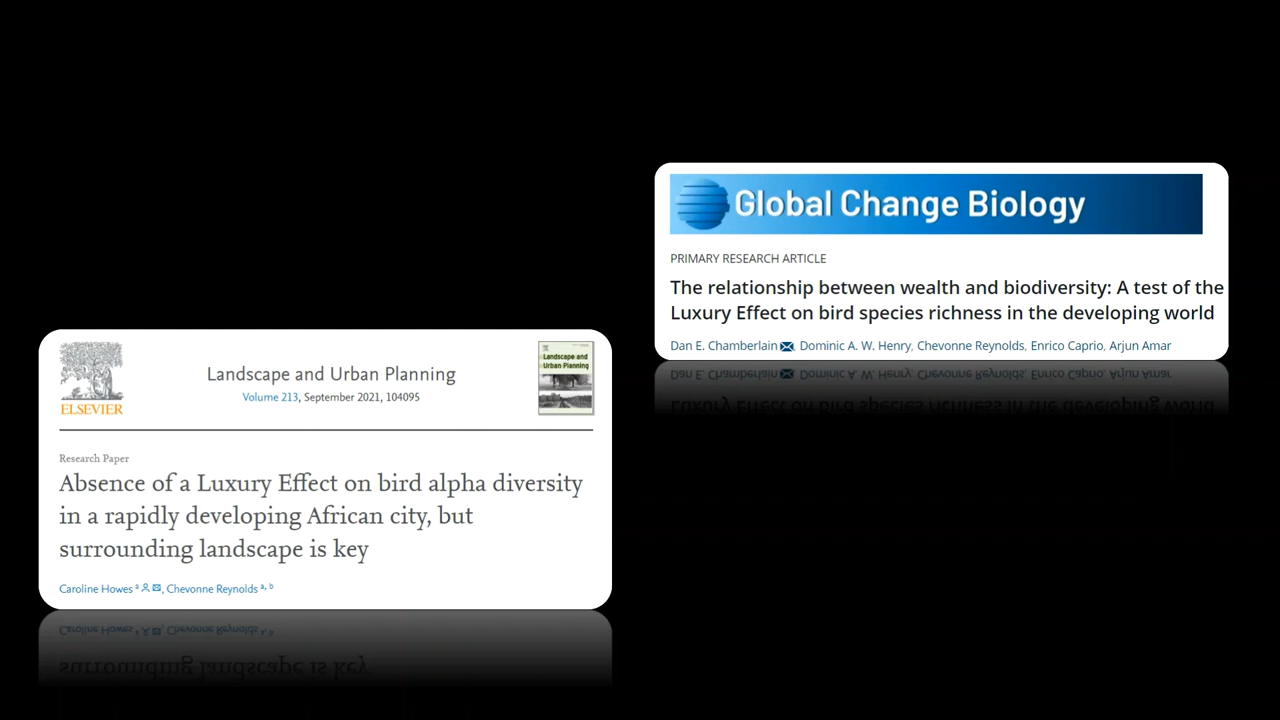 ELSEVIER
Landscape and Urban Planning
Volume 213, September 2021, 104095
Landscape and
Urban Planning
Research Paper
Absence of a Luxury Effect on bird alpha diversity
in a rapidly developing African city, but
surrounding landscape is key
Caroline Howes a, Chevonne Reynolds a, b
Global Change Biology
PRIMARY RESEARCH ARTICLE
The relationship between wealth and biodiversity: A test of the
Luxury Effect on bird species richness in the developing world
Dan E. Chamberlain, Dominic A. W. Henry, Chevonne Reynolds, Enrico Caprio, Arjun Amar